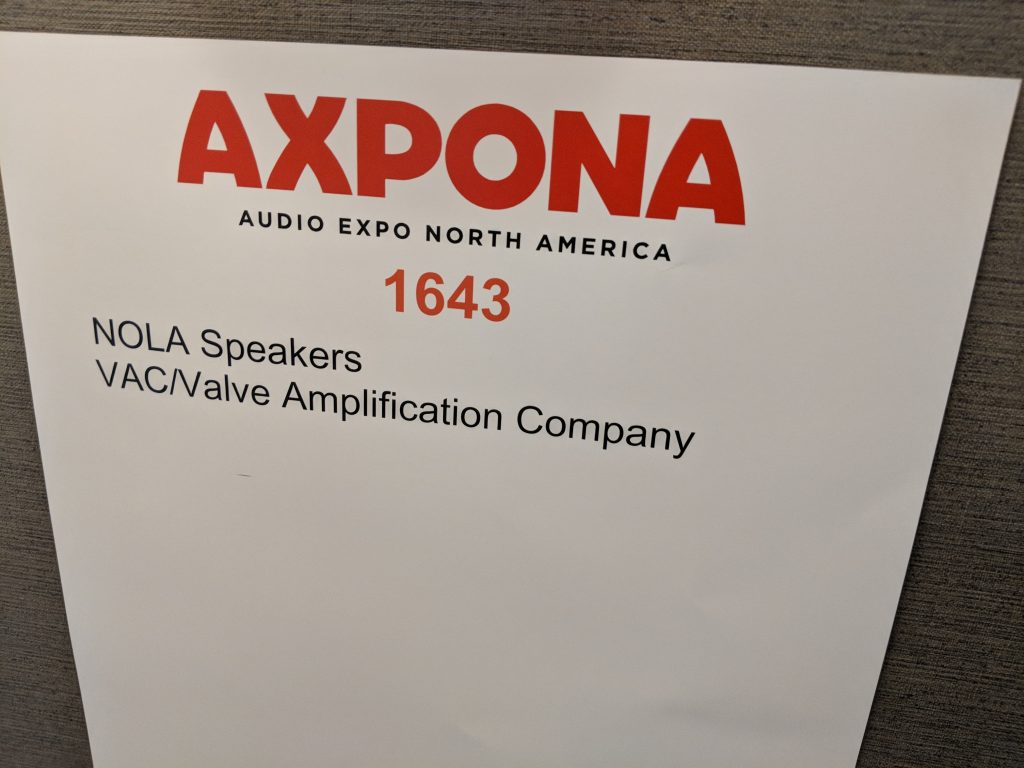 AXPONA
AUDIO EXPO NORTH AMERICA
1643
NOLA Speakers
VAC/Valve Amplification Company